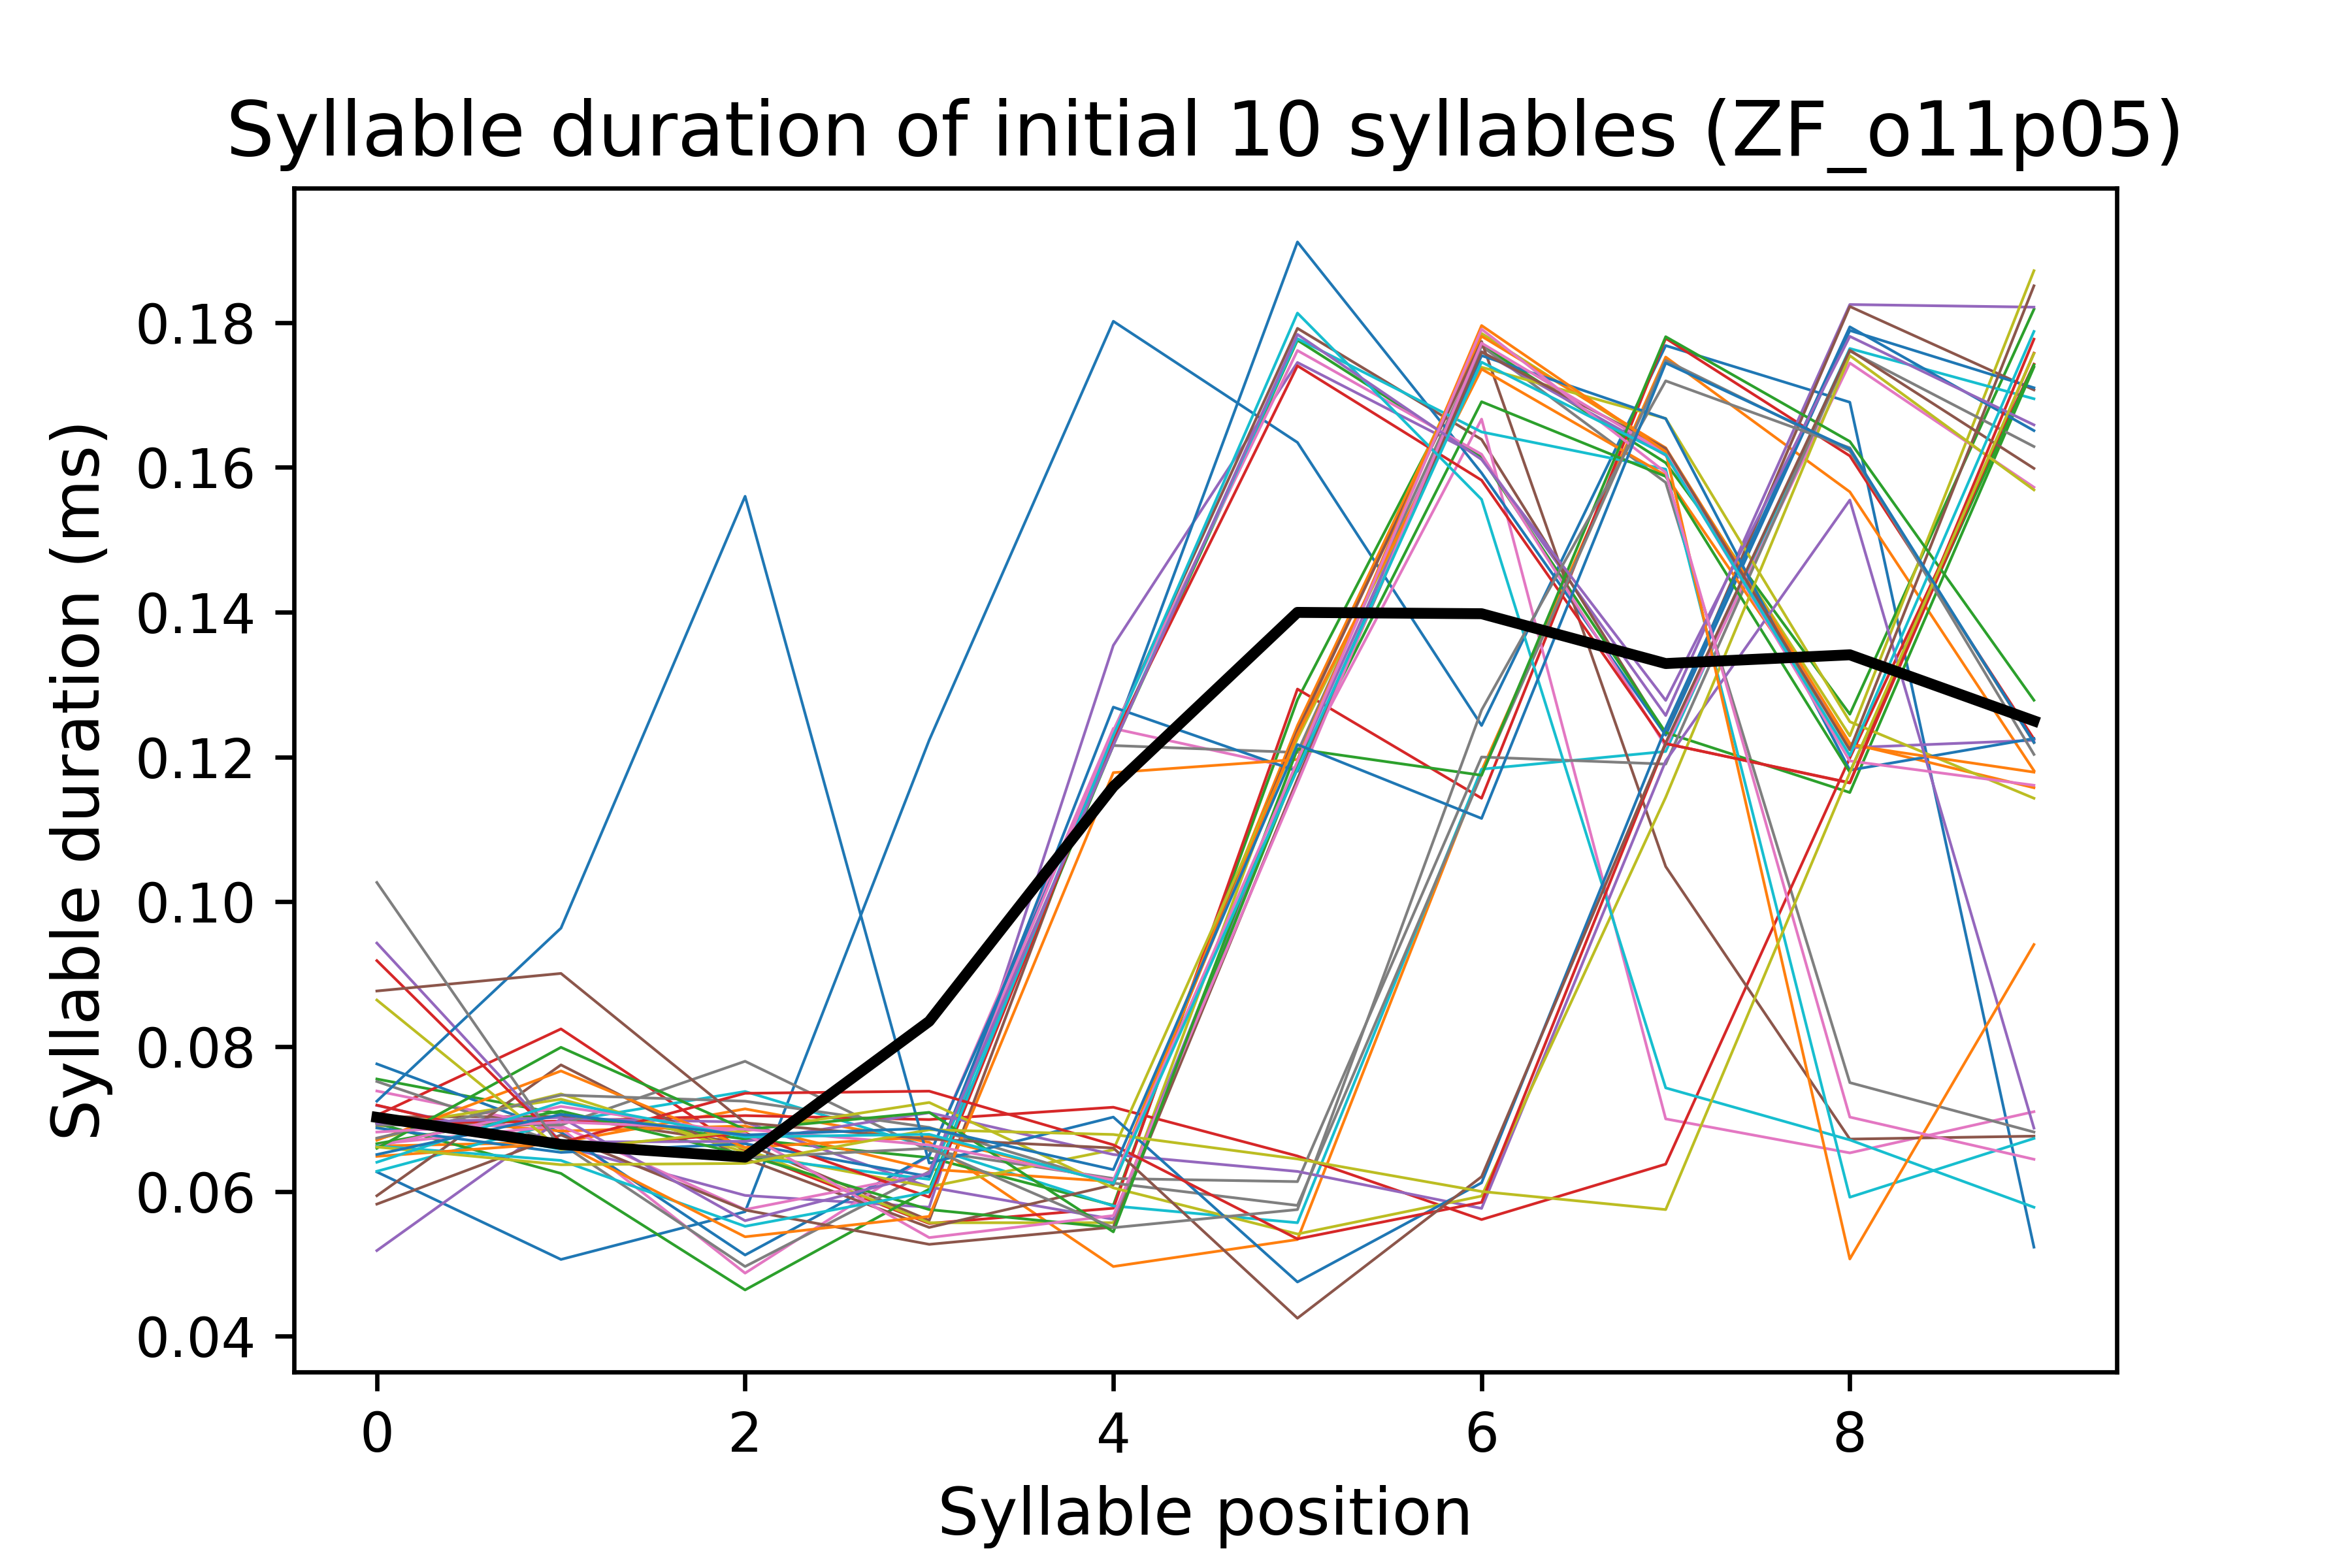 Syllable duration of initial 10 syllables (ZF_o11p05)
Syllable duration (ms)
0.18
0.16
0.14
0.12
0.10
0.08
0.06
0.04
0 2 4 6 8
Syllable position